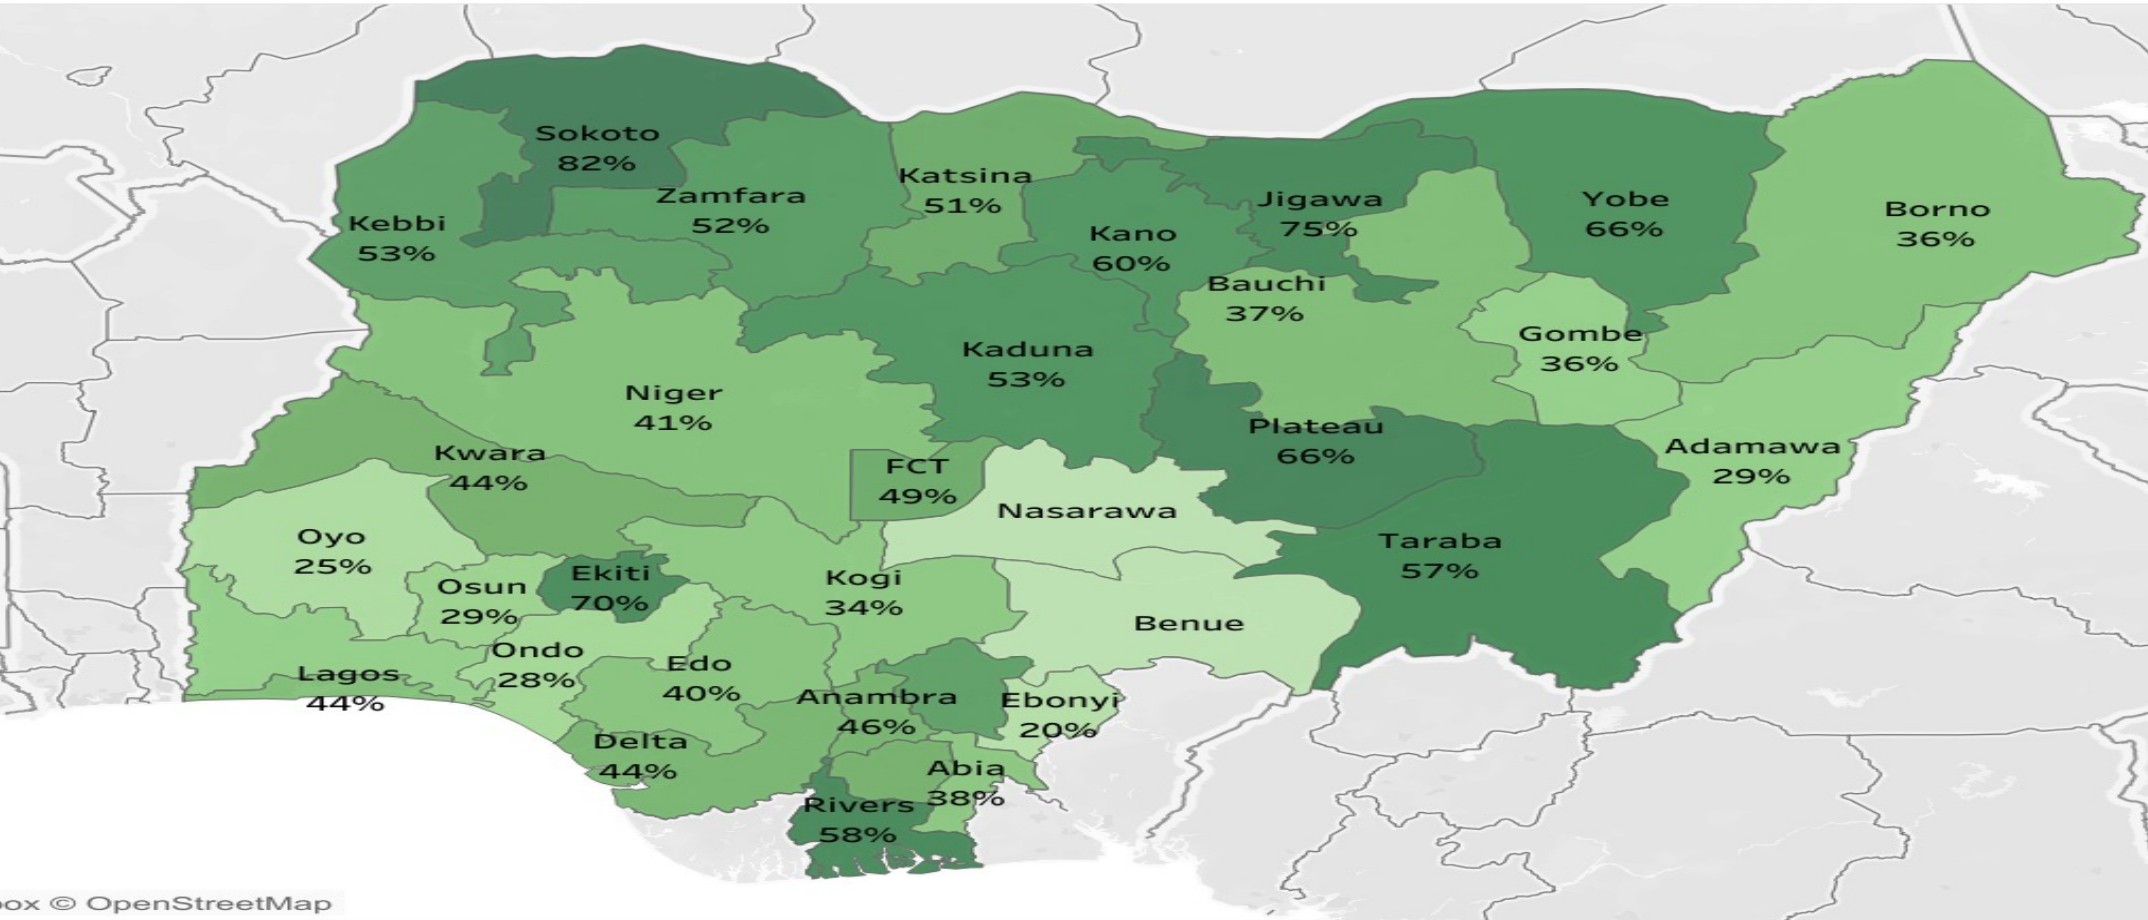 Sokoto
82%
Katsina
51%
Zamfara
52%
Jigawa
75%
Yobe
66%
Borno
36%
Kebbi
53%
Kano
60%
Bauchi
37%
Gombe
36%
Kaduna
53%
Niger
41%
Plateau
66%
Adamawa
29%
Kwara
44%
FCT
49%
Nasarawa
Oyo
25%
Taraba
57%
Ekiti
70%
Kogi
34%
Osun
29%
Benue
Ondo
28%
Edo
40%
Lagos
44%
Anambra
46%
Ebonyi
20%
Delta
44%
Abia
38%
Rivers
58%
ox © OpenStreetMap